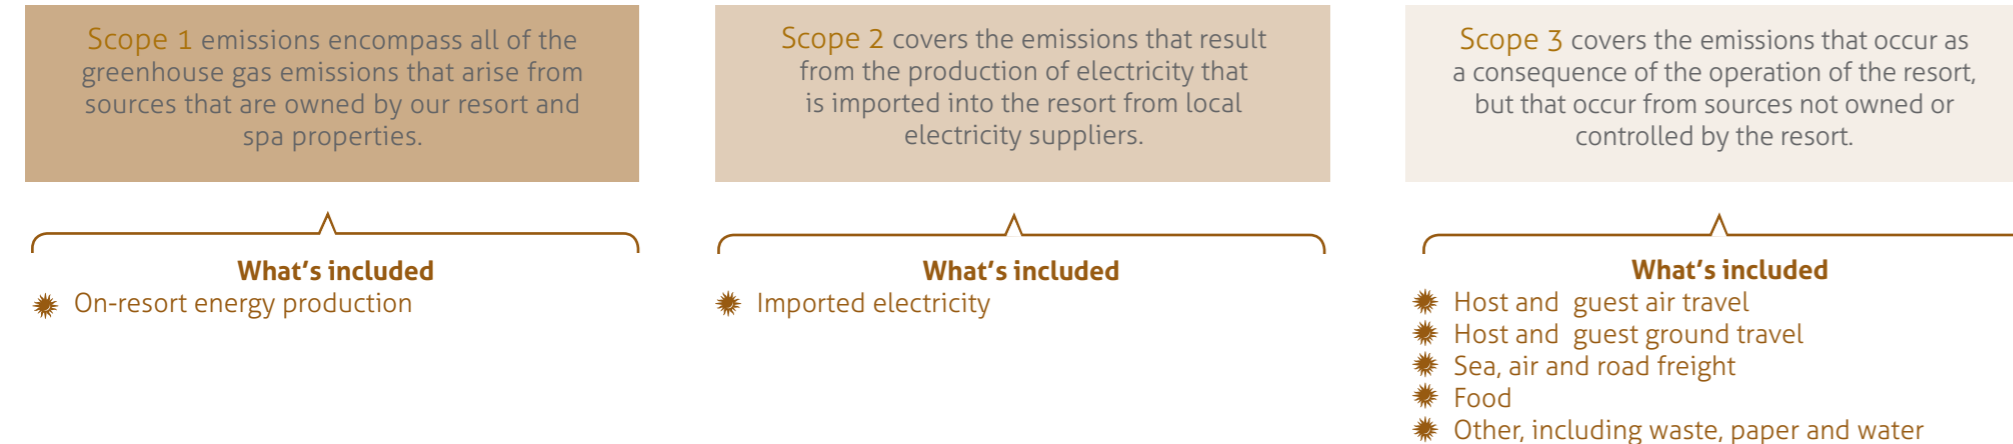 Scope 1 emissions encompass all of the
greenhouse gas emissions that arise from
sources that are owned by our resort and
spa properties.
What's included
On-resort energy production
Scope 2 covers the emissions that result
from the production of electricity that
is imported into the resort from local
electricity suppliers.
What's included
Imported electricity
Scope 3 covers the emissions that occur as
a consequence of the operation of the resort,
but that occur from sources not owned or
controlled by the resort.
What's included
Host and guest air travel
Host and guest ground travel
Sea, air and road freight
Food
Other, including waste, paper and water